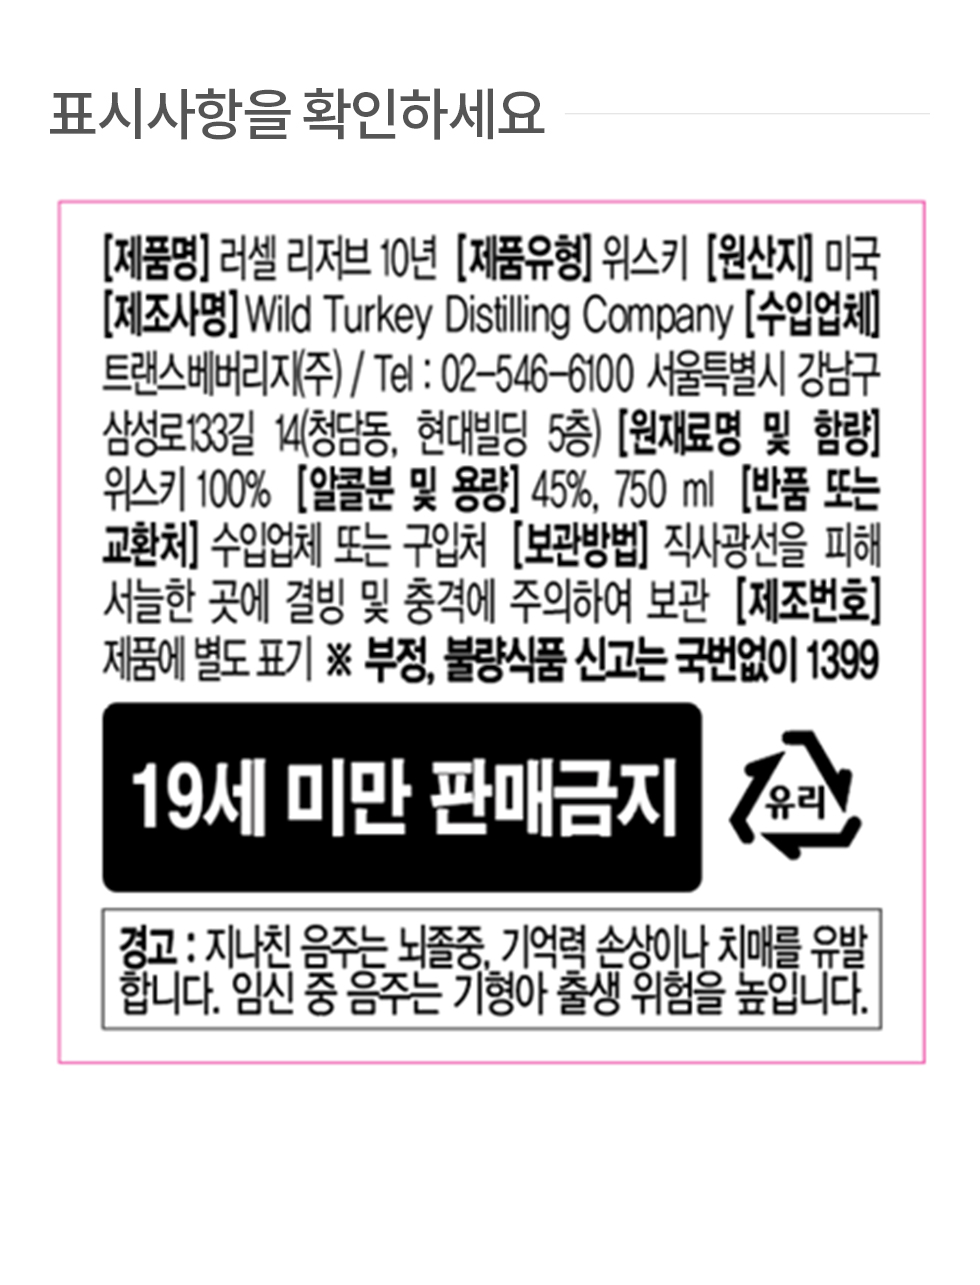 표시사항을 확인하세요
[제품명] 러셀 리저브 10년 [제품유형] 위스키 [원산지] 미국
[제조사명] Wild Turkey Distilling Company [수입업체]
트랜스베버리지(주) / Tel : 02-546-6100 서울특별시 강남구
삼성로133길 14(청담동, 현대빌딩 5층) [원재료명 및 함량]
위스키 100% [알콜분 및 용량] 45%, 750 ml [반품 또는
교환처] 수입업체 또는 구입처 [보관방법] 직사광선을 피해
서늘한 곳에 결빙 및 충격에 주의하여 보관 [제조번호]
제품에 별도 표기 ※ 부정, 불량식품 신고는 국번없이 1399
19세 미만 판매금지
유리
경고 : 지나친 음주는 뇌졸중, 기억력 손상이나 치매를 유발
합니다. 임신 중 음주는 기형아 출생 위험을 높입니다.